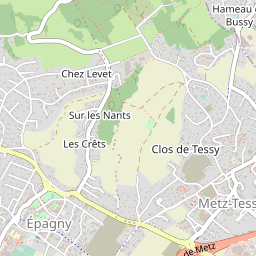 Hameau
Bussy
Chez Levet
Sur les Nants
Les Crêts
Clos de Tessy
Metz-Tess
Épagny
de Metz